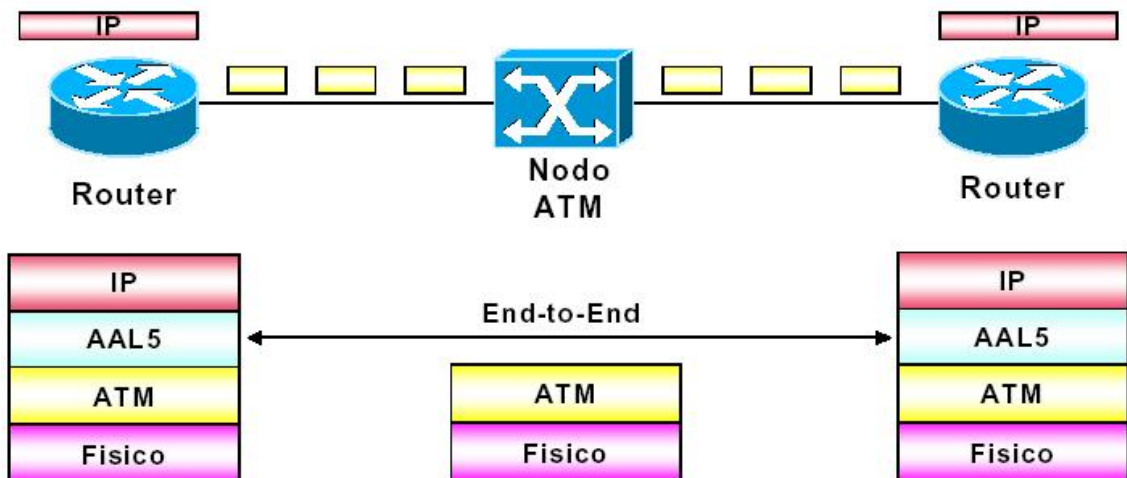 IP
IP
Router
Nodo
ATM
Router
IP
AAL5
ATM
Fisico
End-to-End
ATM
Fisico
IP
AAL5
ATM
Fisico